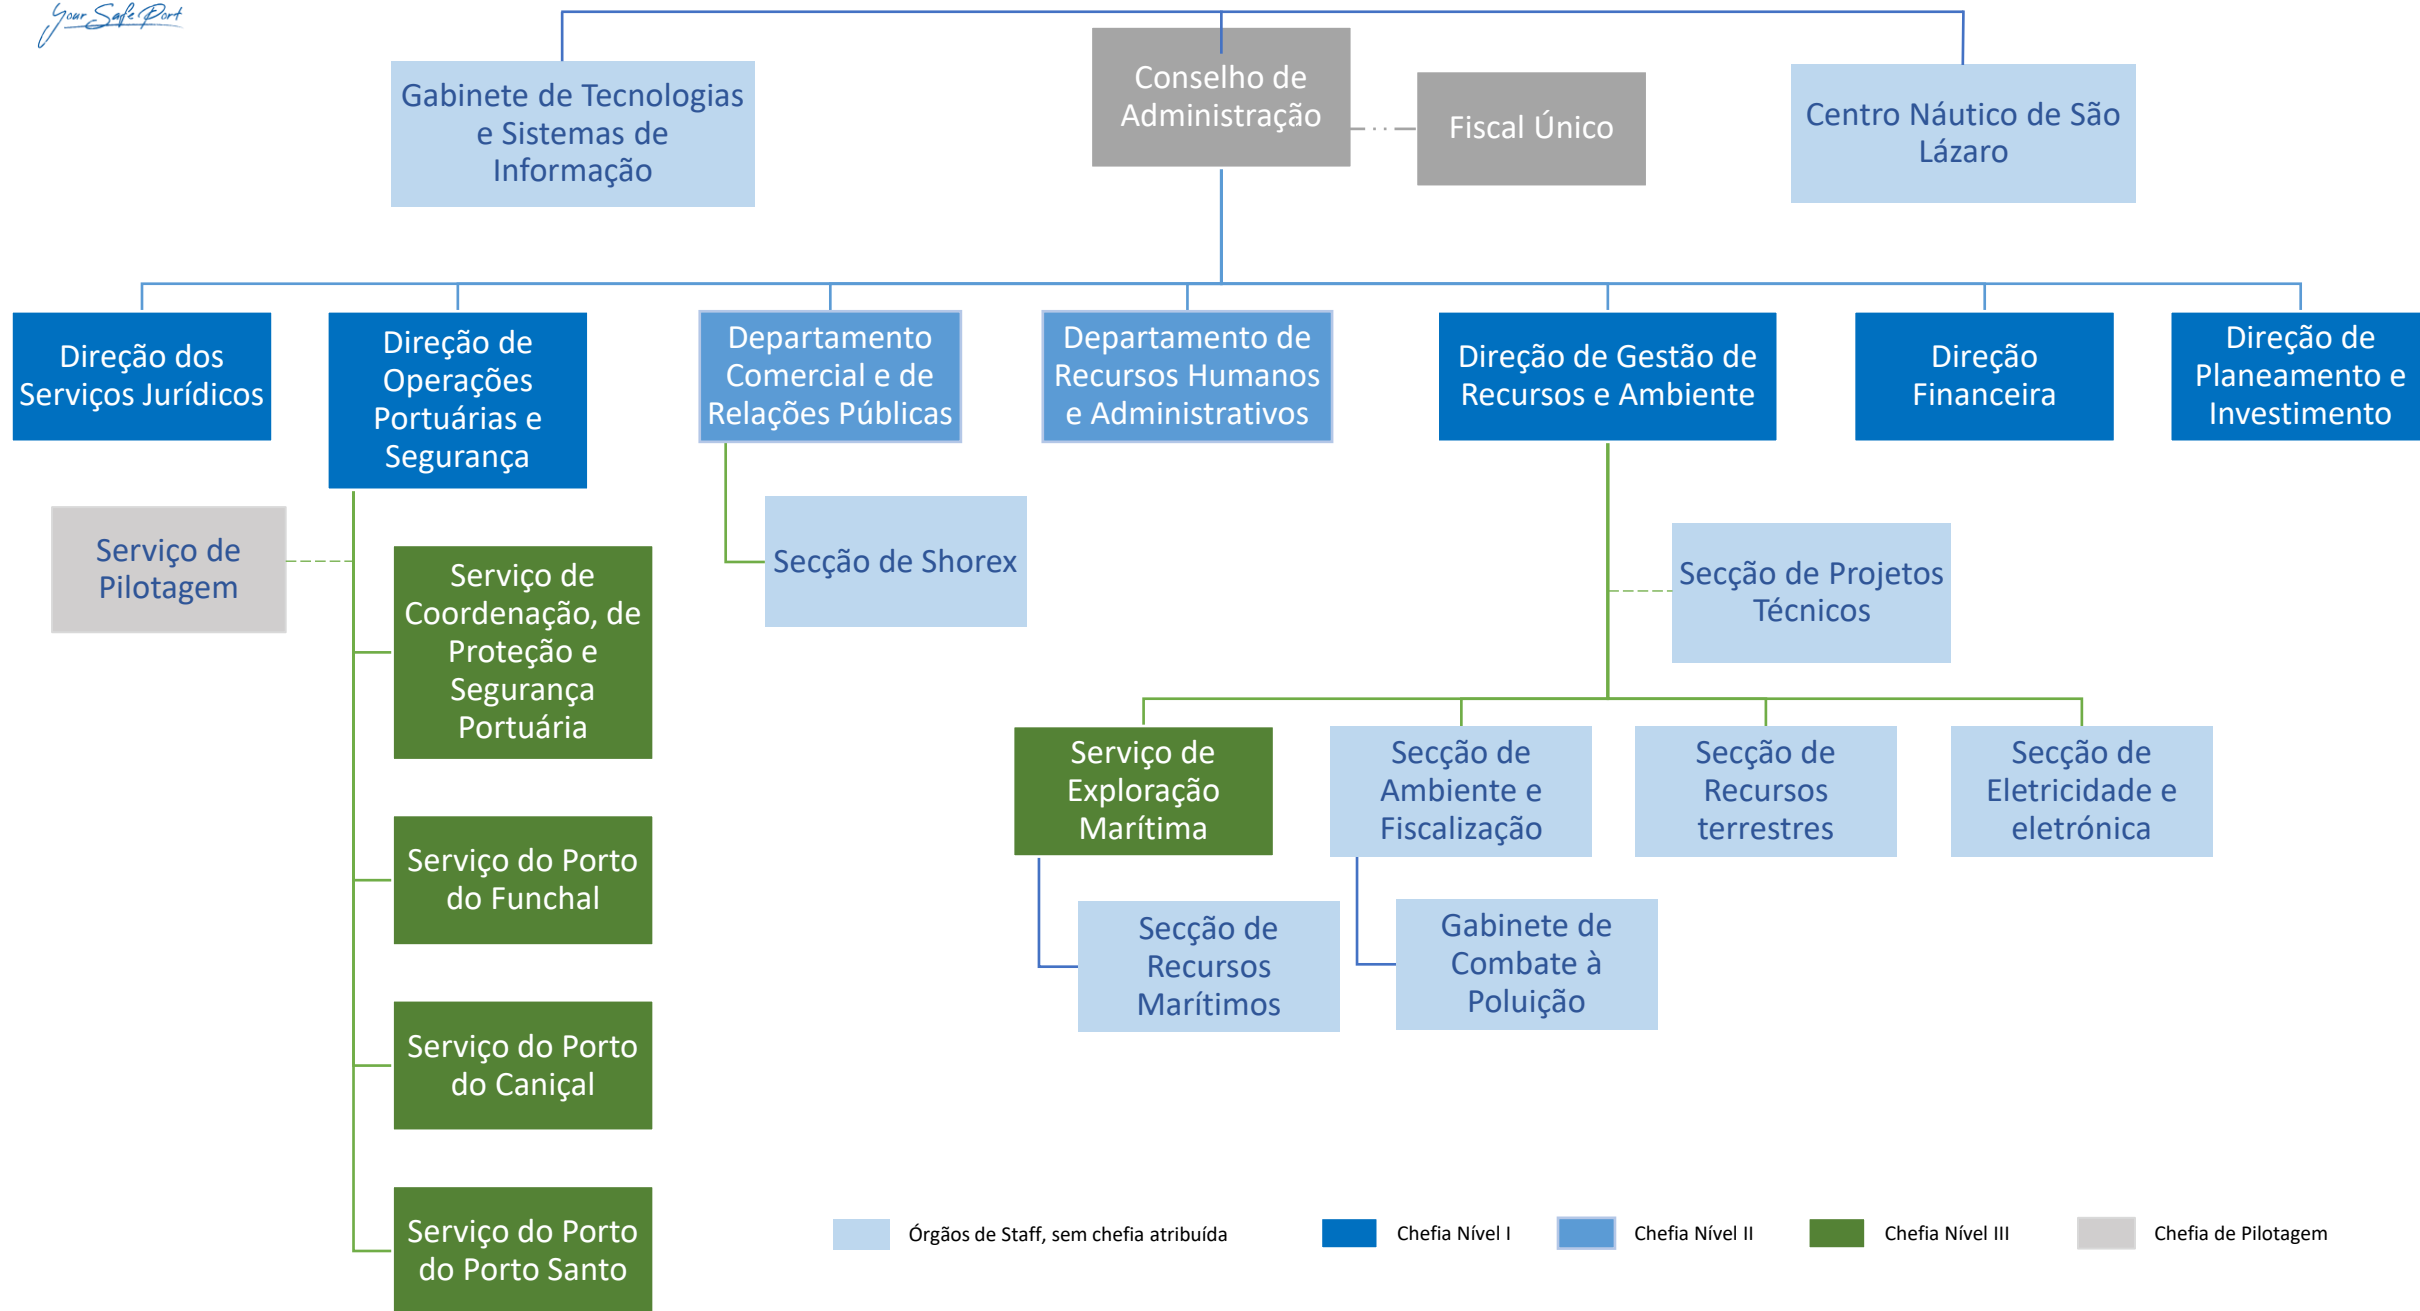 Your Safe Port
Gabinete de Tecnologias
e Sistemas de
Informação
Conselho de
Administração
Fiscal Único
Centro Náutico de São
Lázaro
Direção dos
Serviços Jurídicos
Direção de
Operações
Portuárias e
Segurança
Departamento
Comercial e de
Relações Públicas
Departamento de
Recursos Humanos
e Administrativos
Direção de Gestão de
Recursos e Ambiente
Direção
Financeira
Direção de
Planeamento e
Investimento
Serviço de
Pilotagem
Serviço de
Coordenação, de
Proteção e
Segurança
Portuária
Secção de Shorex
Secção de Projetos
Técnicos
Serviço de
Exploração
Marítima
Secção de
Ambiente e
Fiscalização
Secção de
Recursos
terrestres
Secção de
Eletricidade e
eletrónica
Serviço do Porto
do Funchal
Secção de
Recursos
Marítimos
Gabinete de
Combate à
Poluição
Serviço do Porto
do Caniçal
Serviço do Porto
do Porto Santo
Órgãos de Staff, sem chefia atribuída
Chefia Nível I
Chefia Nível II
Chefia Nível III
Chefia de Pilotagem